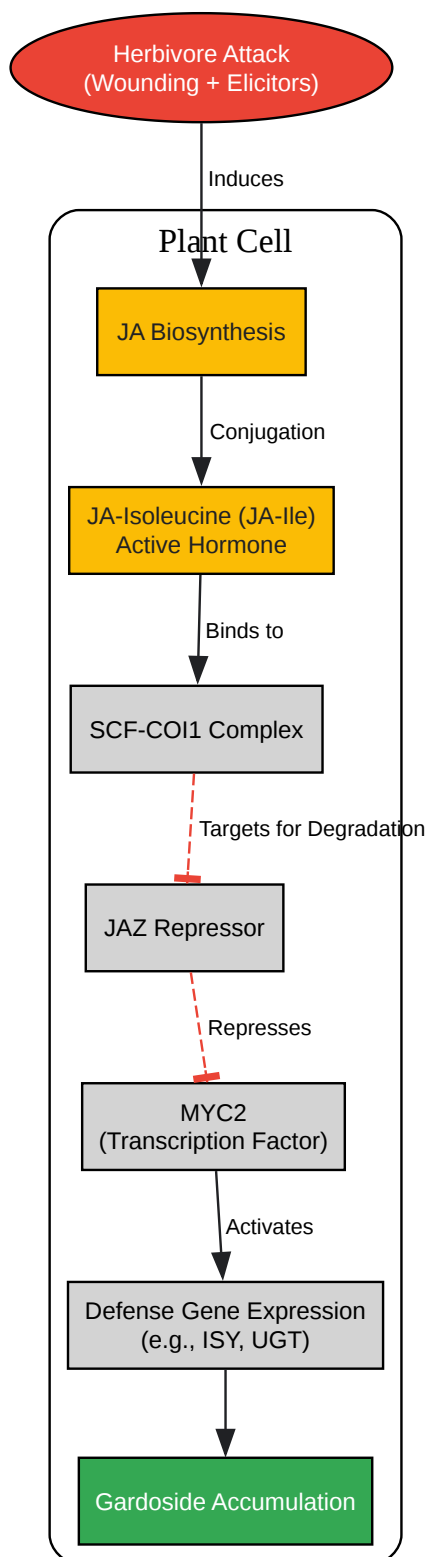 Herbivore Attack
(Wounding + Elicitors)
Induces
Plant Cell
JA Biosynthesis
Conjugation
JA-Isoleucine (JA-Ile)
Active Hormone
Binds to
SCF-COI1 Complex
Targets for Degradation
JAZ Repressor
Represses
MYC2
(Transcription Factor)
Activates
Defense Gene Expression
(e.g., ISY, UGT)
Gardoside Accumulation